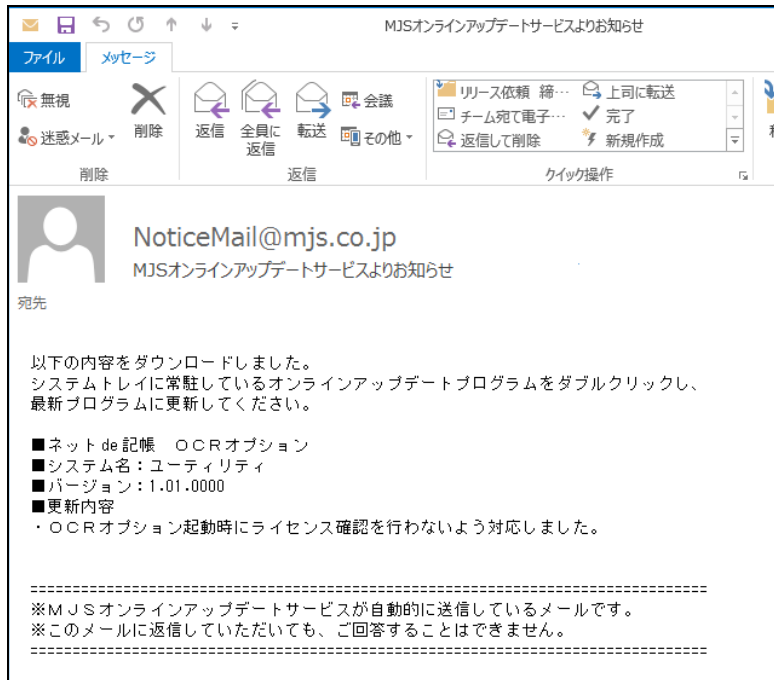 MJSオンラインアップデートサービスよりお知らせ
ファイル メッセージ
無視
迷惑メール
削除
返信
全員に
返信
転送
会議
その他
リリース依頼 締…
チーム宛て電子…
返信して削除
上司に転送
完了
新規作成
削除
返信
クイック操作
NoticeMail@mjs.co.jp
MJSオンラインアップデートサービスよりお知らせ
宛先
以下の内容をダウンロードしました。
システムトレイに常駐しているオンラインアップデートプログラムをダブルクリックし、
最新プログラムに更新してください。
■ネットde記帳 OCRオプション
■システム名:ユーティリティ
■バージョン:1.01.0000
■更新内容
・OCRオプション起動時にライセンス確認を行わないよう対応しました。
================================================================================
※MJSオンラインアップデートサービスが自動的に送信しているメールです。
※このメールに返信していただいても、ご回答することはできません。
================================================================================